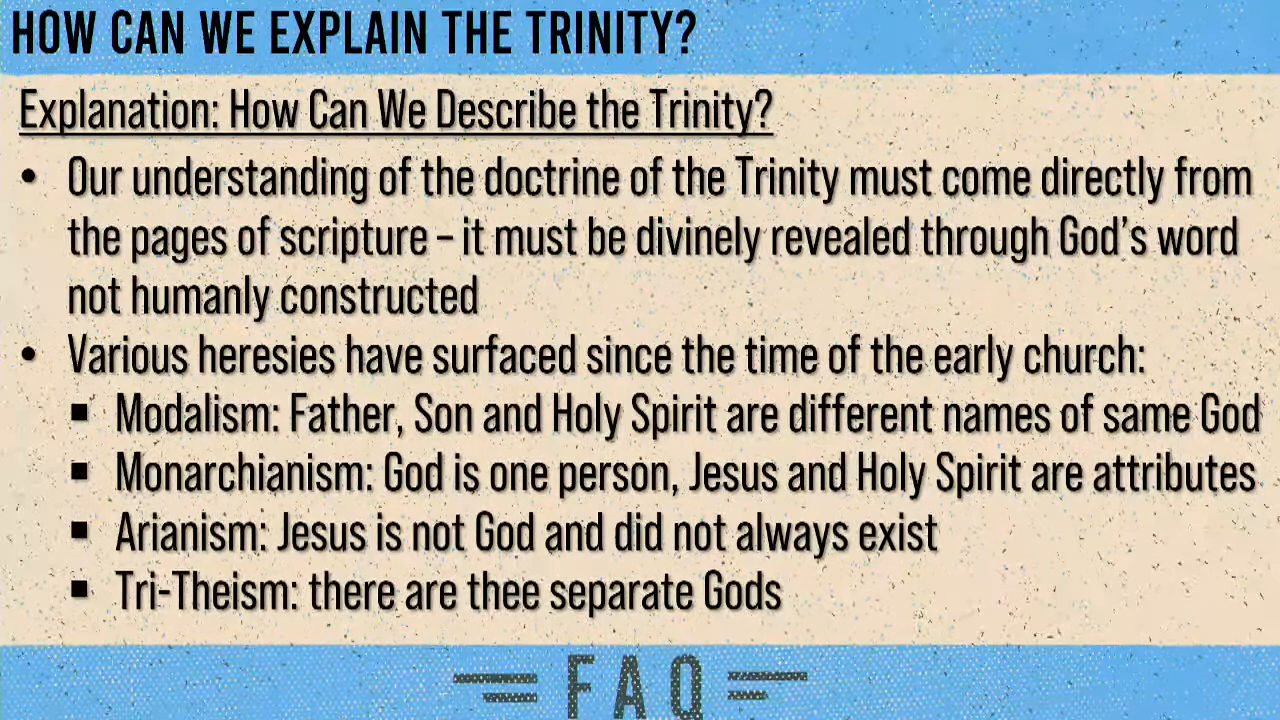 HOW CAN WE EXPLAIN THE TRINITY?
Explanation: How Can We Describe the Trinity?
• Our understanding of the doctrine of the Trinity must come directly from
the pages of scripture – it must be divinely revealed through God’s word
not humanly constructed
• Various heresies have surfaced since the time of the early church:
▪ Modalism: Father, Son and Holy Spirit are different names of same God
▪ Monarchianism: God is one person, Jesus and Holy Spirit are attributes
▪ Arianism: Jesus is not God and did not always exist
▪ Tri-Theism: there are thee separate Gods
FAQ